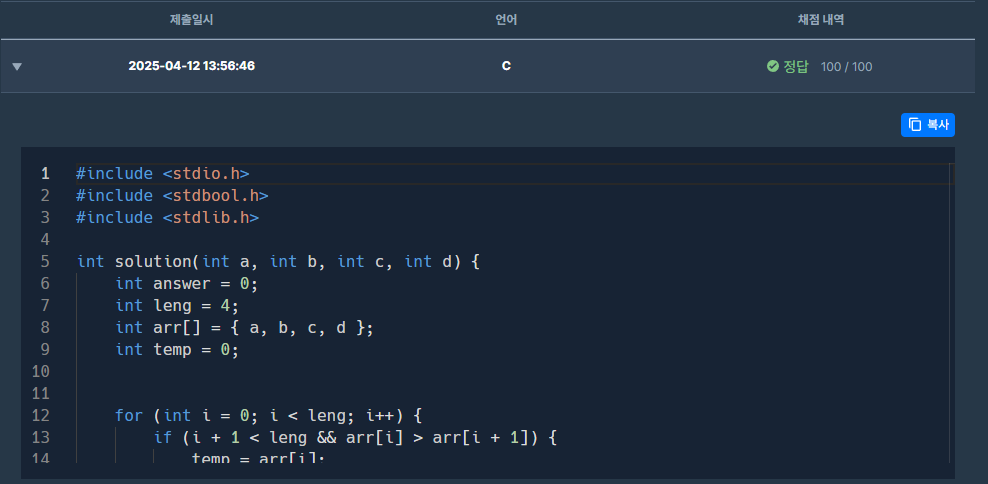 제출일시 언어 채점 내역
2025-04-12 13:56:46 C 정답 100 / 100
복사
1 #include <stdio.h>
2 #include <stdbool.h>
3 #include <stdlib.h>
4
5 int solution(int a, int b, int c, int d) {
6     int answer = 0;
7     int leng = 4;
8     int arr[] = { a, b, c, d };
9     int temp = 0;
10
11
12     for (int i = 0; i < leng; i++) {
13         if (i + 1 < leng && arr[i] > arr[i + 1]) {
14             temp = arr[i];